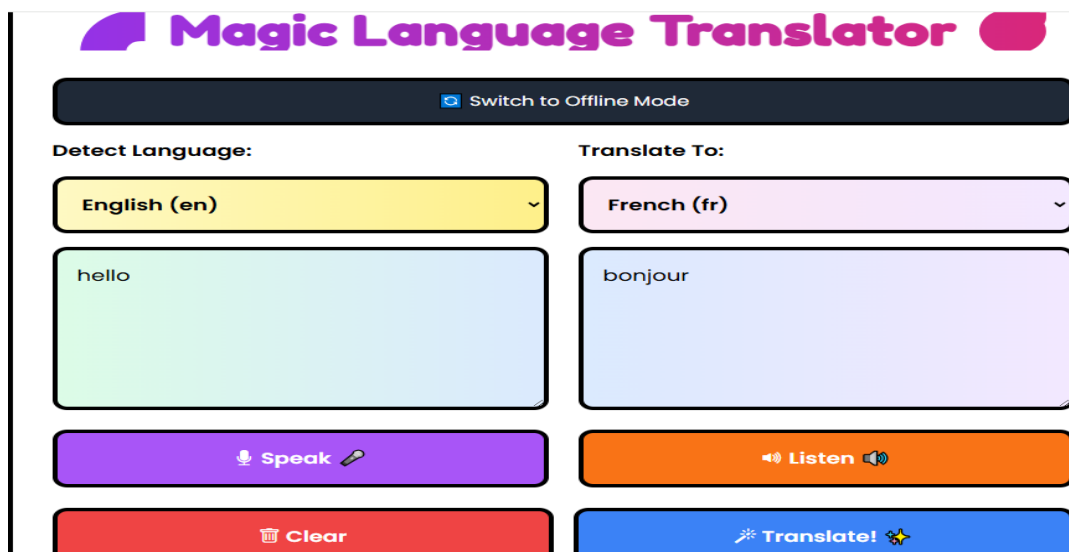 Magic Language Translator
Switch to Offline Mode
Detect Language:
Translate To:
English (en)
French (fr)
hello
bonjour
Speak
Listen
Clear
Translate!